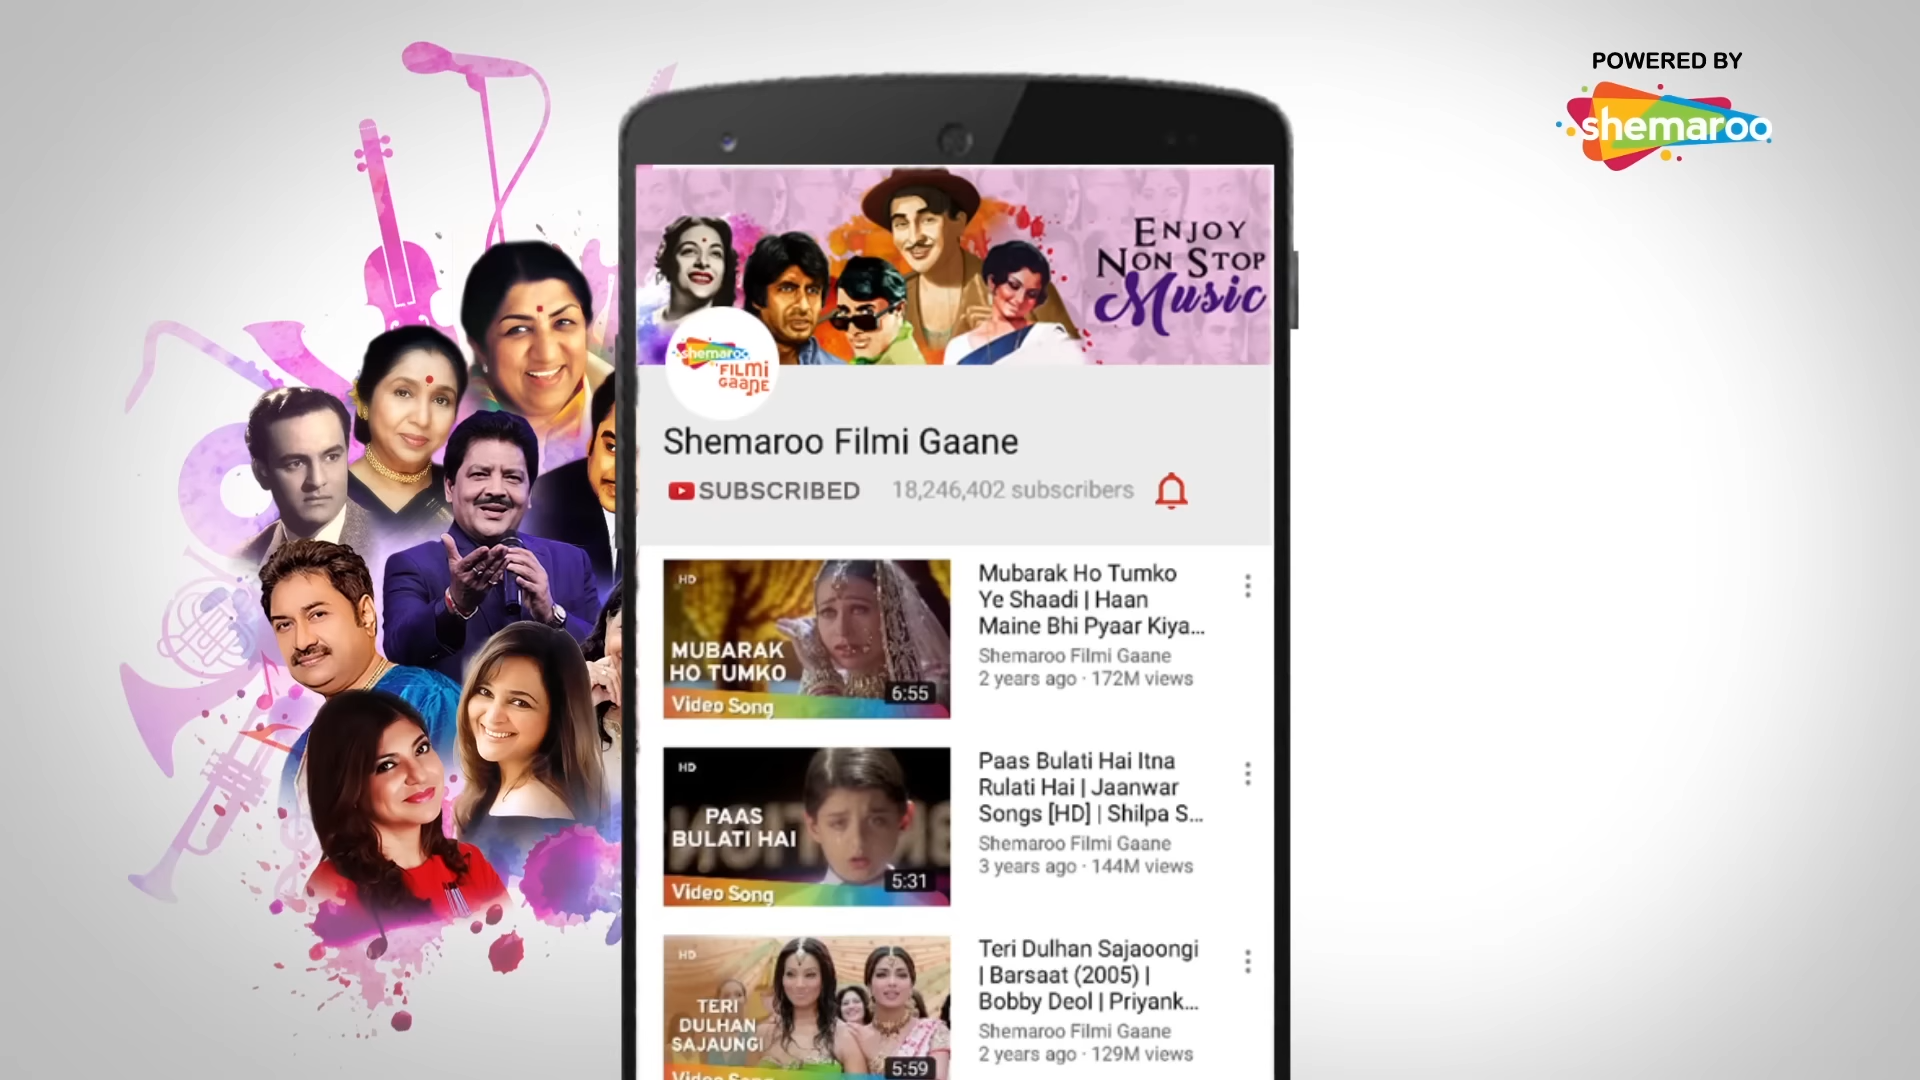 POWERED BY
shemaroo
ENJOY
NON STOP
Music
shemaroo
FILMI
GAANE
Shemaroo Filmi Gaane
SUBSCRIBED 18,246,402 subscribers
HD
MUBARAK
HO TUMKO
Video Song
6:55
Mubarak Ho Tumko
Ye Shaadi | Haan
Maine Bhi Pyaar Kiya...
Shemaroo Filmi Gaane
2 years ago · 172M views
HD
PAAS
BULATI HAI
Video Song
5:31
Paas Bulati Hai Itna
Rulati Hai | Jaanwar
Songs [HD] | Shilpa S...
Shemaroo Filmi Gaane
3 years ago · 144M views
HD
TERI
DULHAN
SAJAUNGI
Video Song
5:59
Teri Dulhan Sajaoongi
| Barsaat (2005) |
Bobby Deol | Priyank...
Shemaroo Filmi Gaane
2 years ago · 129M views